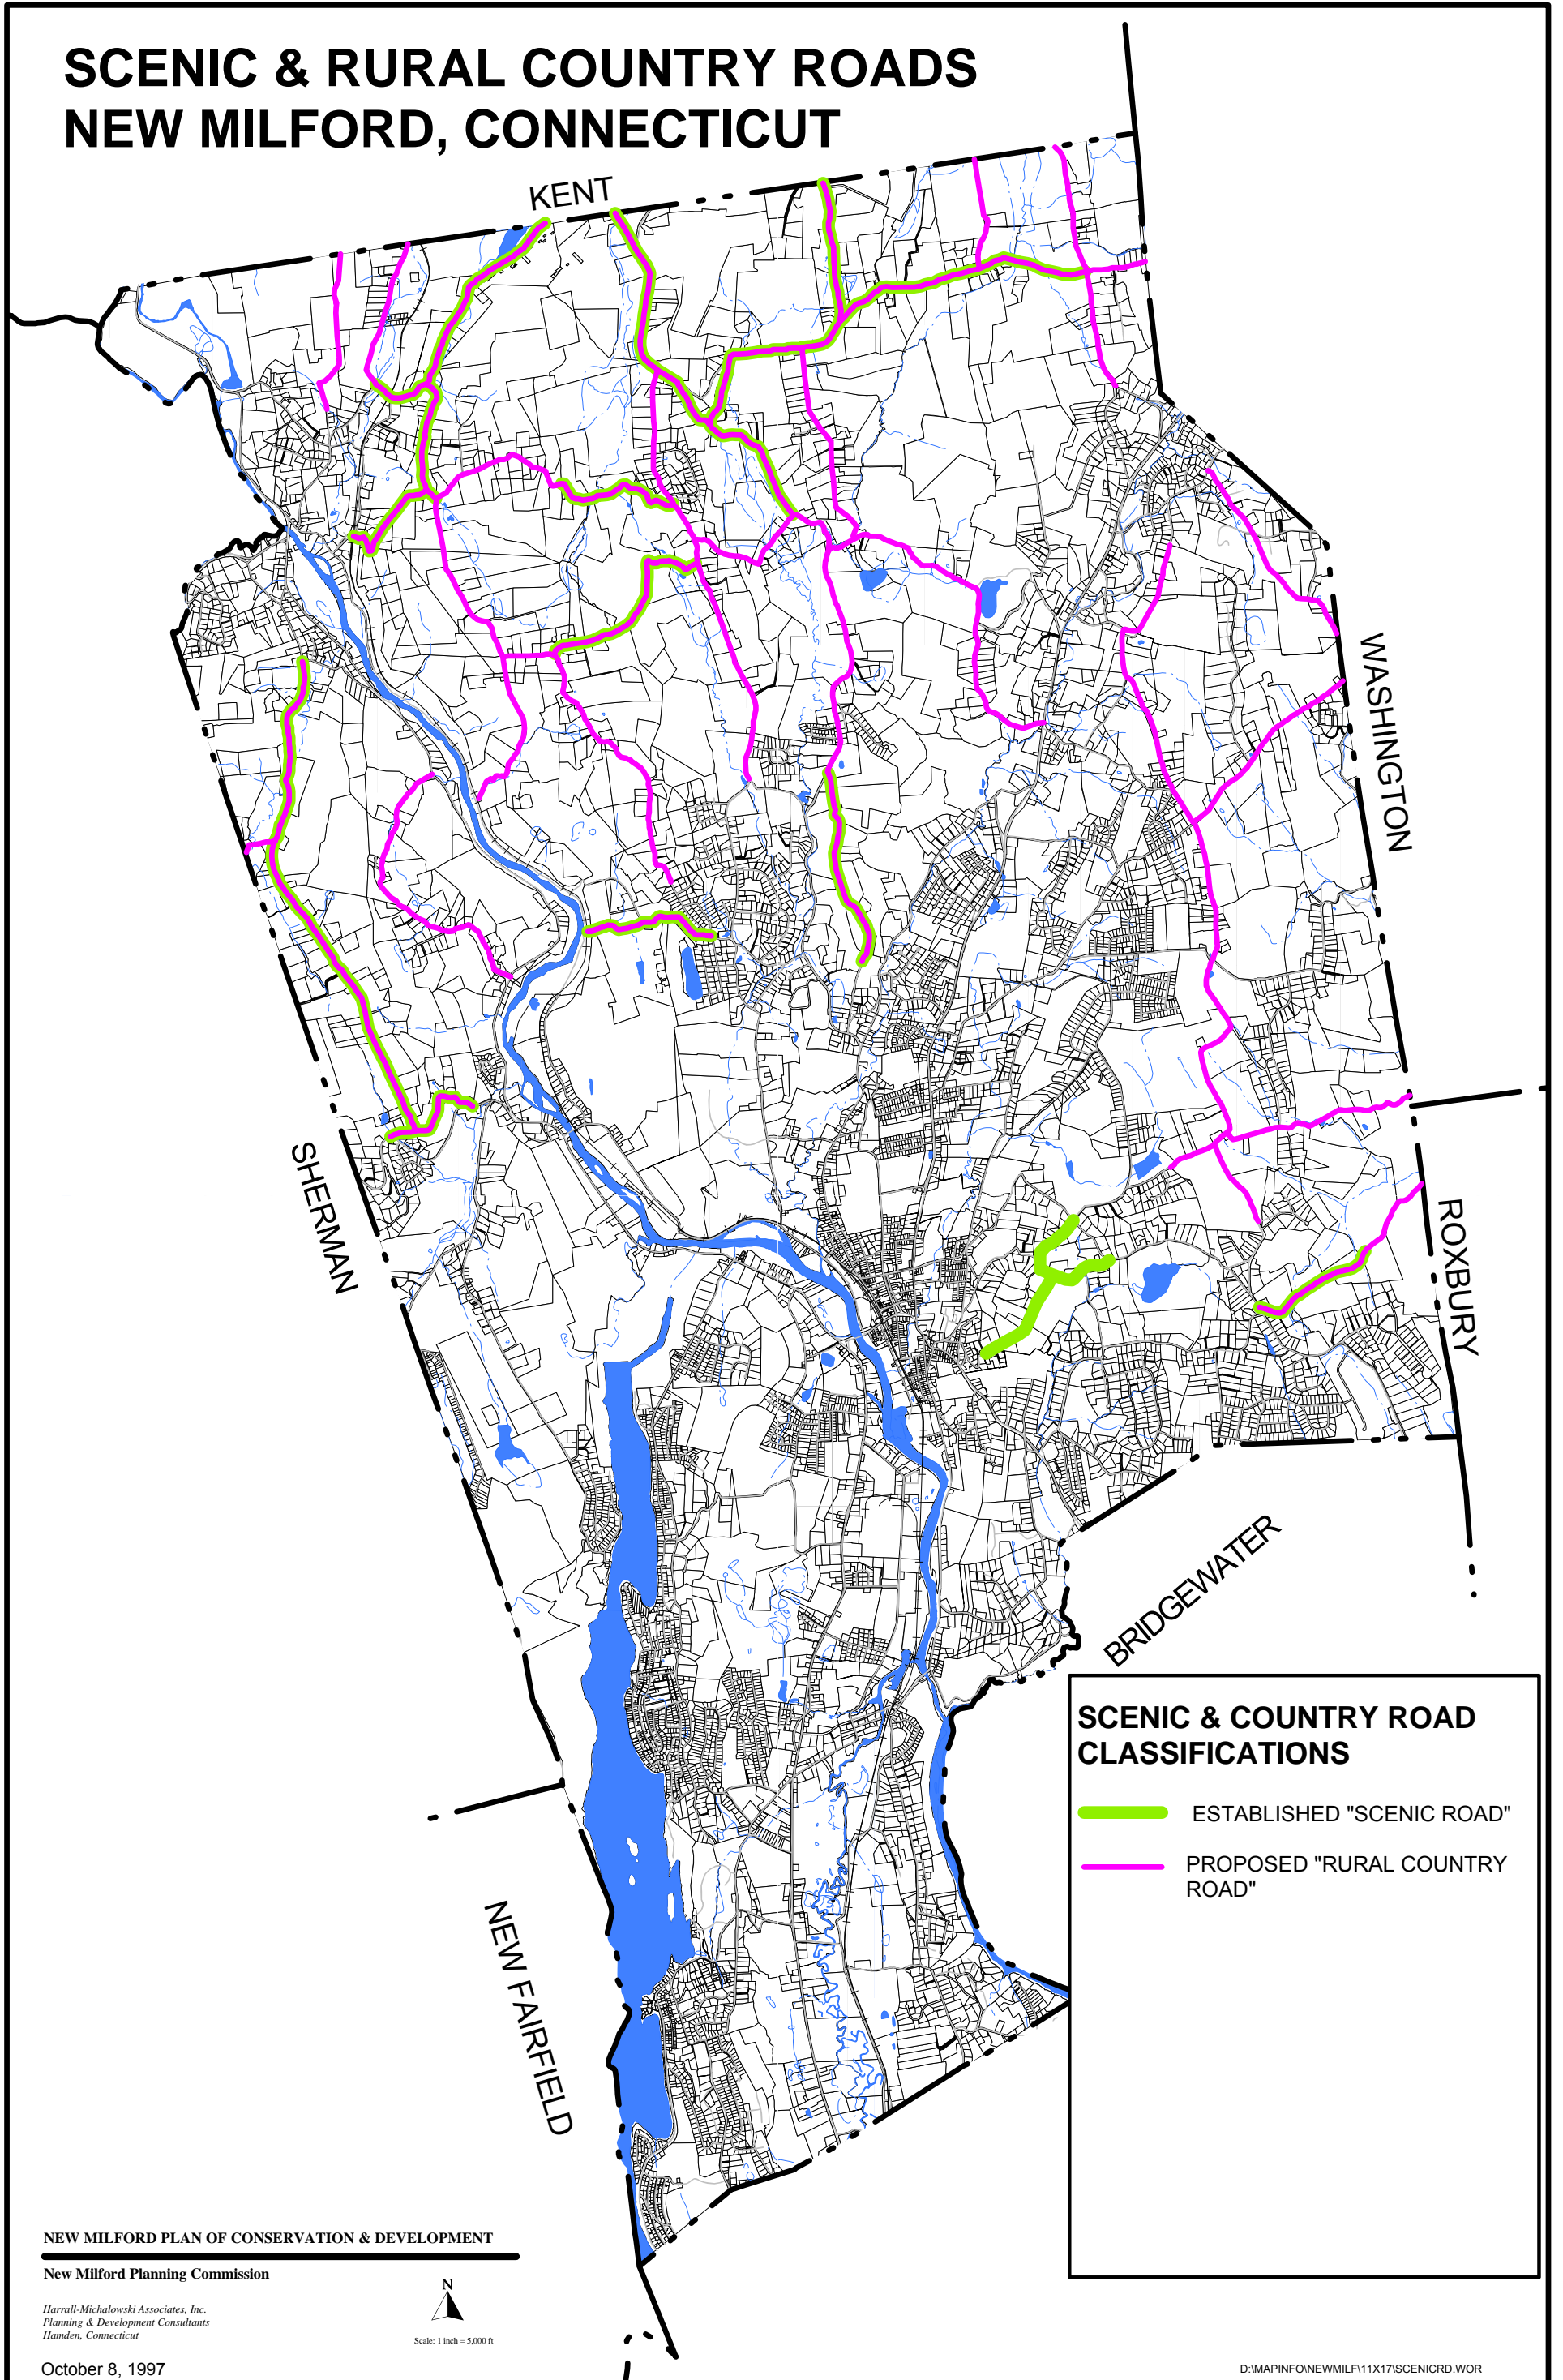 SCENIC & RURAL COUNTRY ROADS
NEW MILFORD, CONNECTICUT
KENT
WASHINGTON
SHERMAN
ROXBURY
BRIDGEWATER
NEW FAIRFIELD
SCENIC & COUNTRY ROAD
CLASSIFICATIONS
ESTABLISHED "SCENIC ROAD"
PROPOSED "RURAL COUNTRY
ROAD"
NEW MILFORD PLAN OF CONSERVATION & DEVELOPMENT
New Milford Planning Commission
Harrall-Michalowski Associates, Inc.
Planning & Development Consultants
Hamden, Connecticut
N
Scale: 1 inch = 5,000 ft
October 8, 1997
D:\MAPINFO\NEWMILF\11X17\SCENICRD.WOR